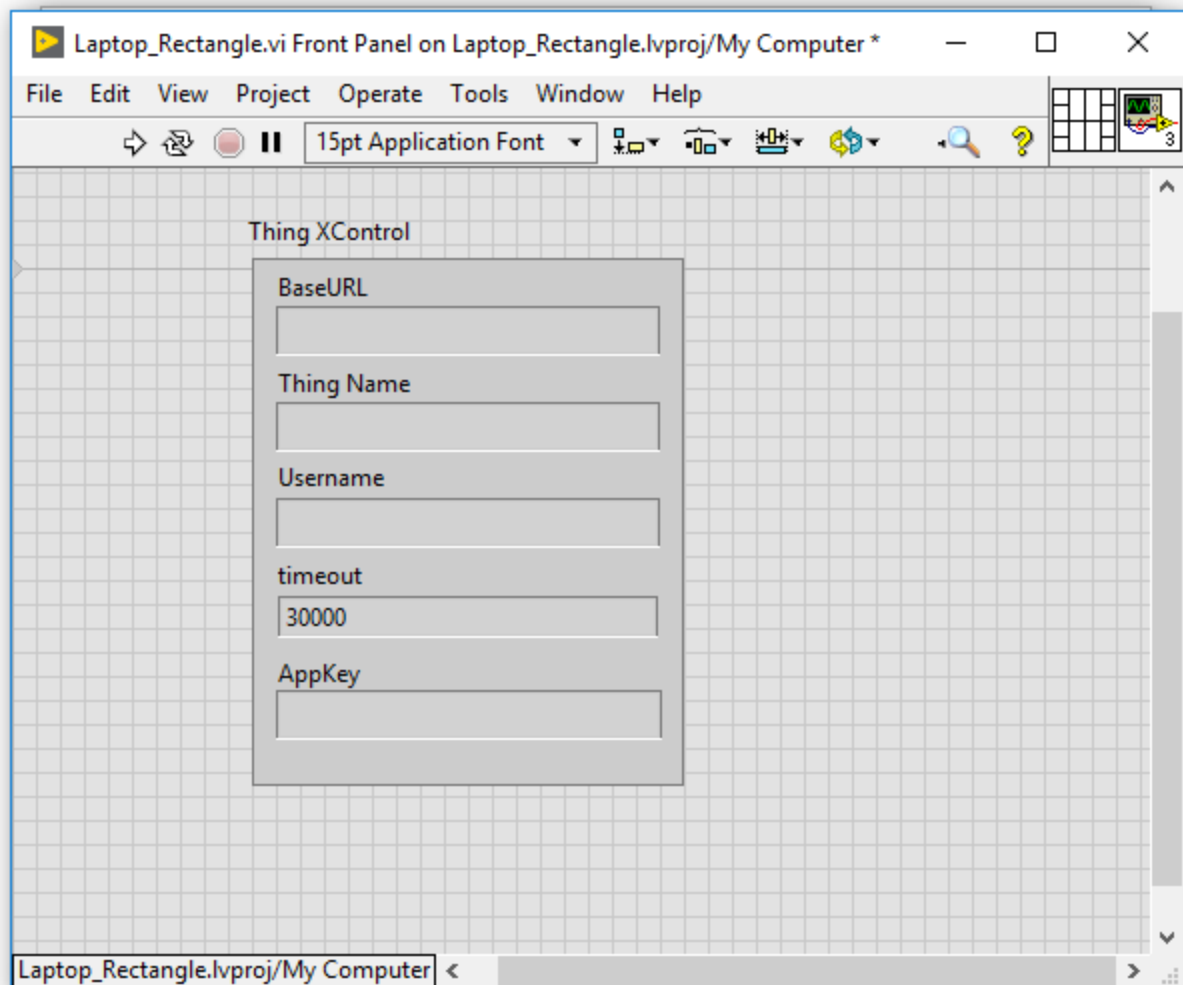 Laptop_Rectangle.vi Front Panel on Laptop_Rectangle.lvproj/My Computer *
File Edit View Project Operate Tools Window Help
15pt Application Font
3
Thing XControl
BaseURL
Thing Name
Username
timeout
30000
AppKey
Laptop_Rectangle.lvproj/My Computer